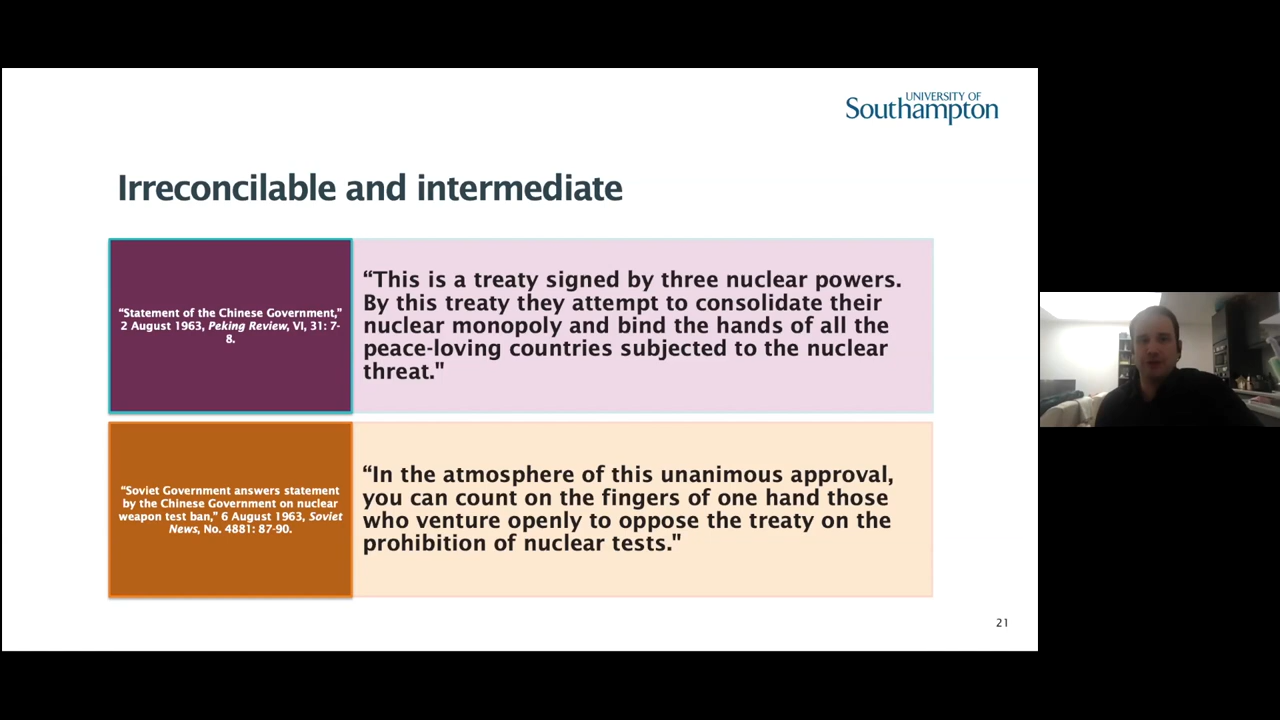 UNIVERSITY OF
Southampton
Irreconcilable and intermediate
“Statement of the Chinese Government,”
2 August 1963, Peking Review, VI, 31: 7-
8.
“This is a treaty signed by three nuclear powers.
By this treaty they attempt to consolidate their
nuclear monopoly and bind the hands of all the
peace-loving countries subjected to the nuclear
threat."
“Soviet Government answers statement
by the Chinese Government on nuclear
weapon test ban,” 6 August 1963, Soviet
News, No. 4881: 87-90.
“In the atmosphere of this unanimous approval,
you can count on the fingers of one hand those
who venture openly to oppose the treaty on the
prohibition of nuclear tests."
21